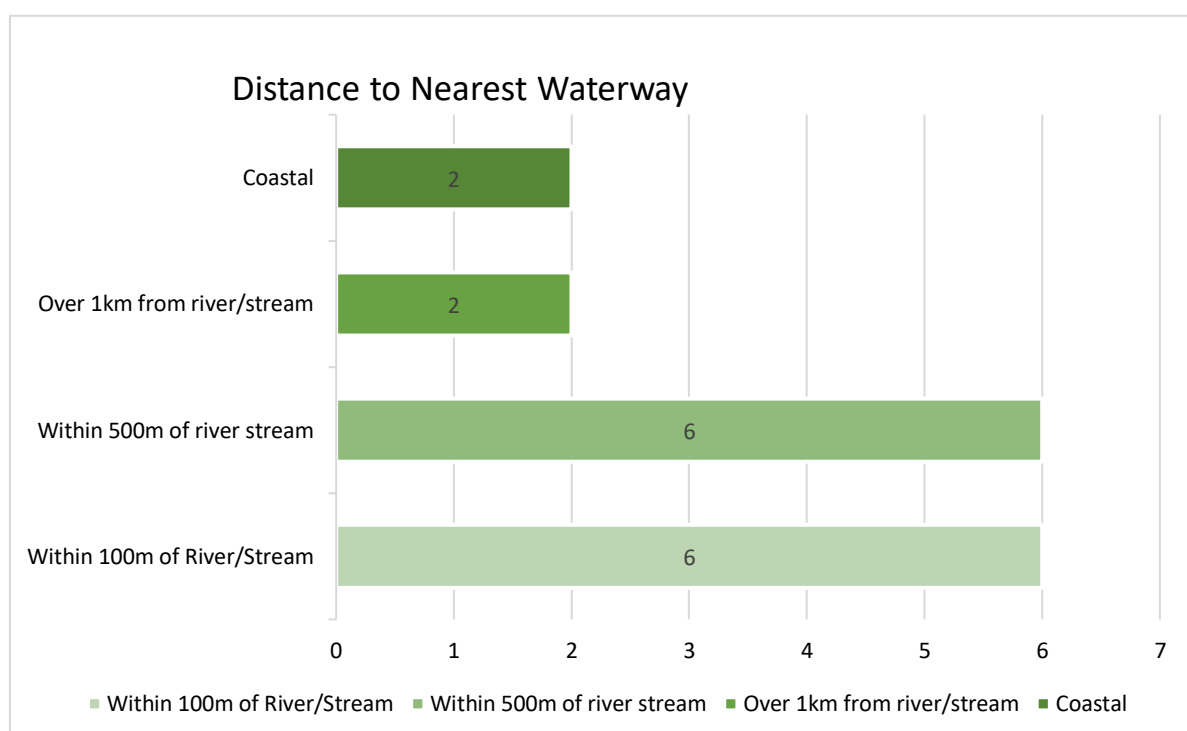 Distance to Nearest Waterway
Coastal
2
Over 1km from river/stream
2
Within 500m of river stream
6
Within 100m of River/Stream
6
0 1 2 3 4 5 6 7
Within 100m of River/Stream Within 500m of river stream Over 1km from river/stream Coastal